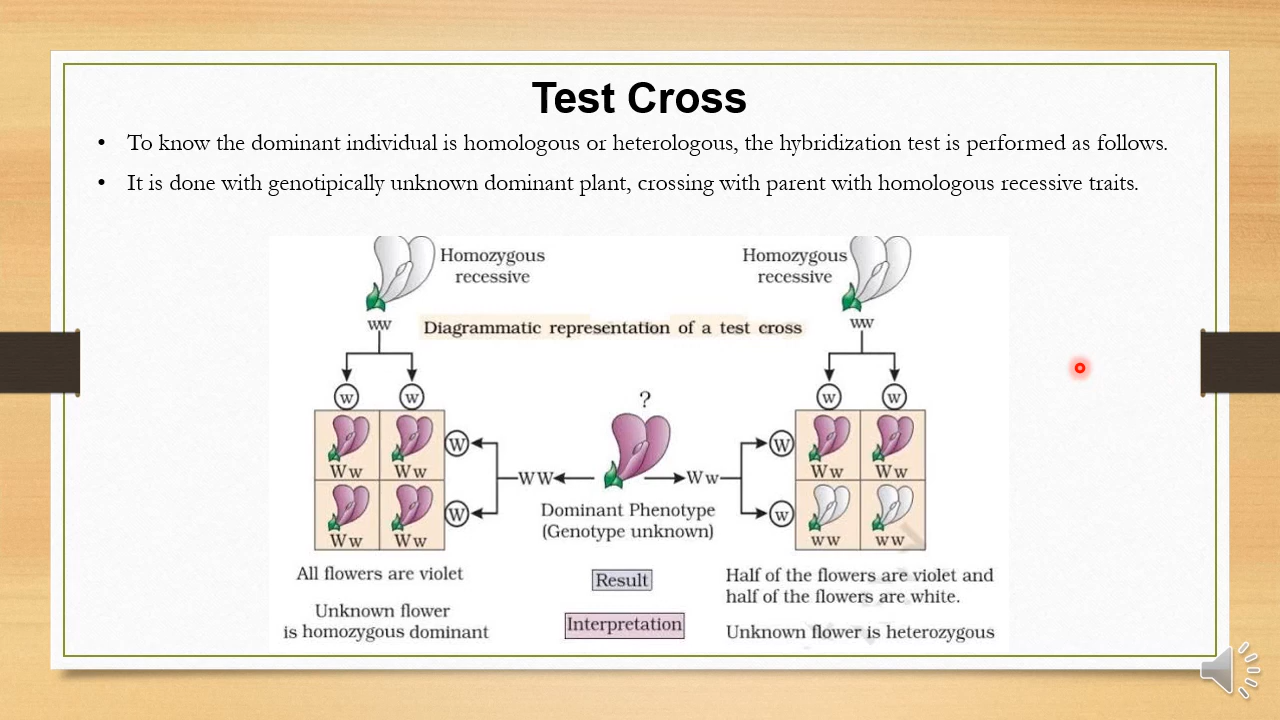 Test Cross
• To know the dominant individual is homologous or heterologous, the hybridization test is performed as follows.
• It is done with genotipically unknown dominant plant, crossing with parent with homologous recessive traits.
Homozygous
recessive
Homozygous
recessive
ww
Diagrammatic representation of a test cross
ww
w w
w w
?
W
W
Ww Ww
WW
Ww
Ww Ww
W
w
Dominant Phenotype
(Genotype unknown)
Ww Ww
ww ww
All flowers are violet
Result
Half of the flowers are violet and
half of the flowers are white.
Unknown flower
is homozygous dominant
Interpretation
Unknown flower is heterozygous